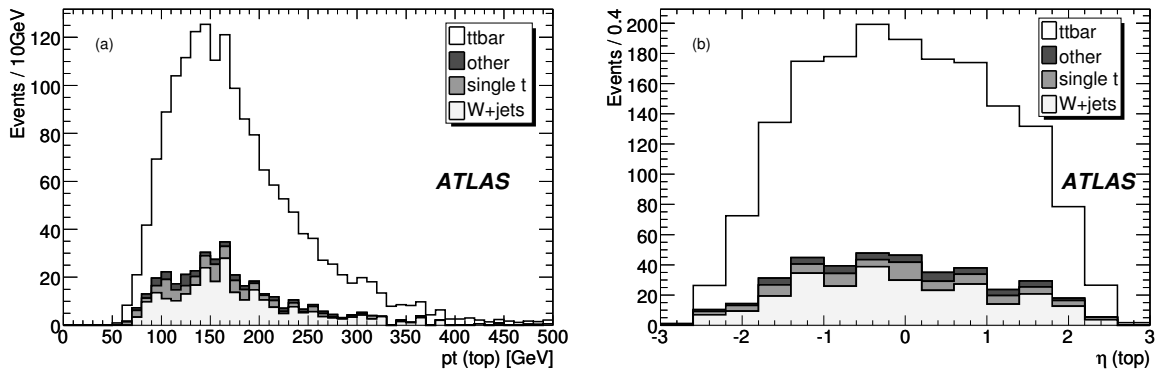 (a)
Events / 10GeV
120
100
80
60
40
20
0
ttbar
other
single t
W+jets
ATLAS
0 50 100 150 200 250 300 350 400 450 500
pt (top) [GeV]
(b)
Events / 0.4
200
180
160
140
120
100
80
60
40
20
0
ttbar
other
single t
W+jets
ATLAS
-3 -2 -1 0 1 2 3
η (top)